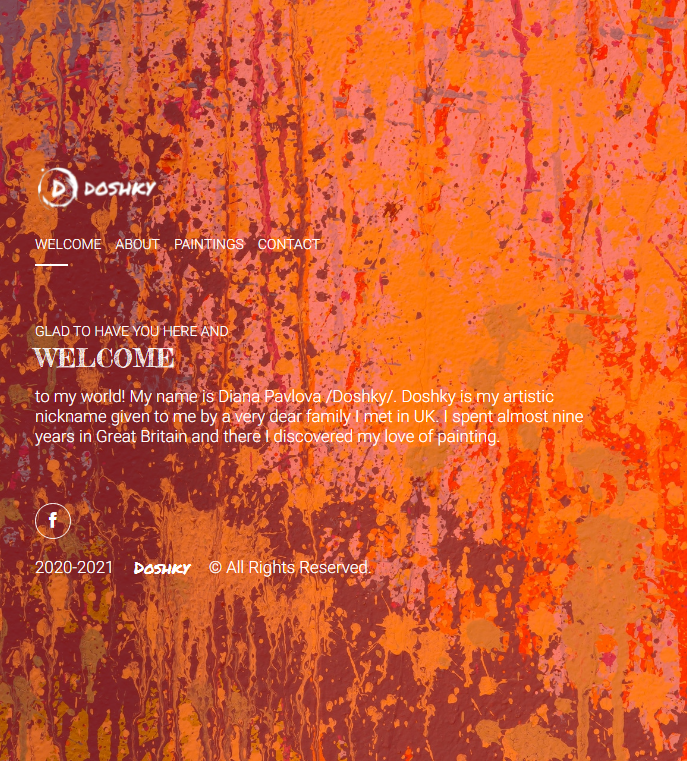 D DOSHKY
WELCOME ABOUT PAINTINGS CONTACT
GLAD TO HAVE YOU HERE AND
WELCOME
to my world! My name is Diana Pavlova /Doshky/. Doshky is my artistic
nickname given to me by a very dear family I met in UK. I spent almost nine
years in Great Britain and there I discovered my love of painting.
f
2020-2021 DOSHKY © All Rights Reserved.